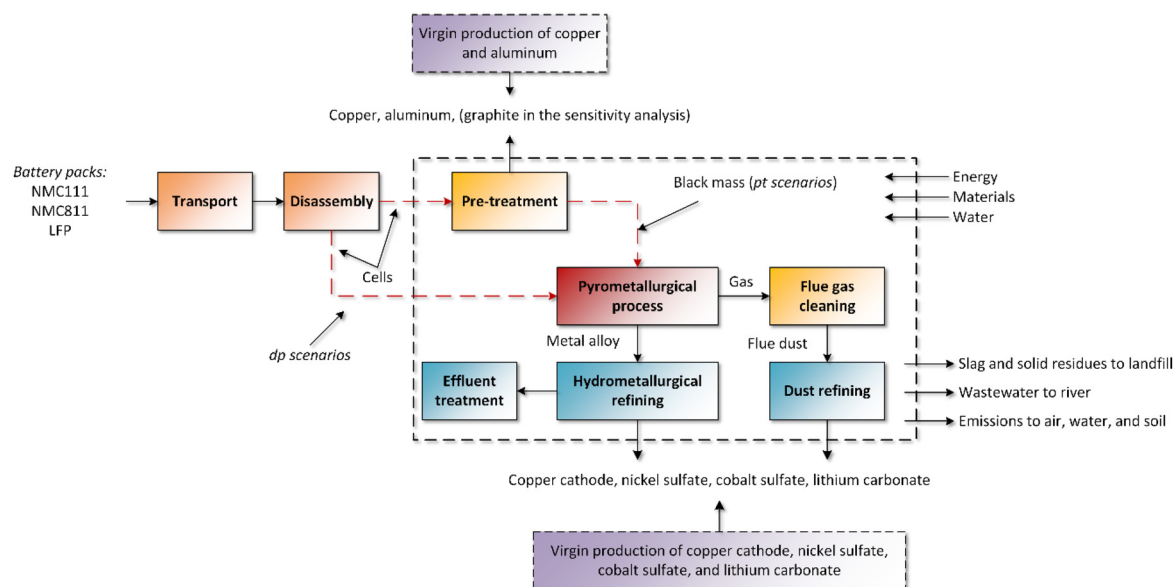 Virgin production of copper
and aluminum
Copper, aluminum, (graphite in the sensitivity analysis)
Battery packs:
NMC111
NMC811
LFP
Transport
Disassembly
Pre-treatment
Black mass (pt scenarios)
Energy
Materials
Water
Cells
Pyrometallurgical
process
Gas
Flue gas
cleaning
dp scenarios
Metal alloy
Flue dust
Effluent
treatment
Hydrometallurgical
refining
Dust refining
Slag and solid residues to landfill
Wastewater to river
Emissions to air, water, and soil
Copper cathode, nickel sulfate, cobalt sulfate, lithium carbonate
Virgin production of copper cathode, nickel sulfate,
cobalt sulfate, and lithium carbonate